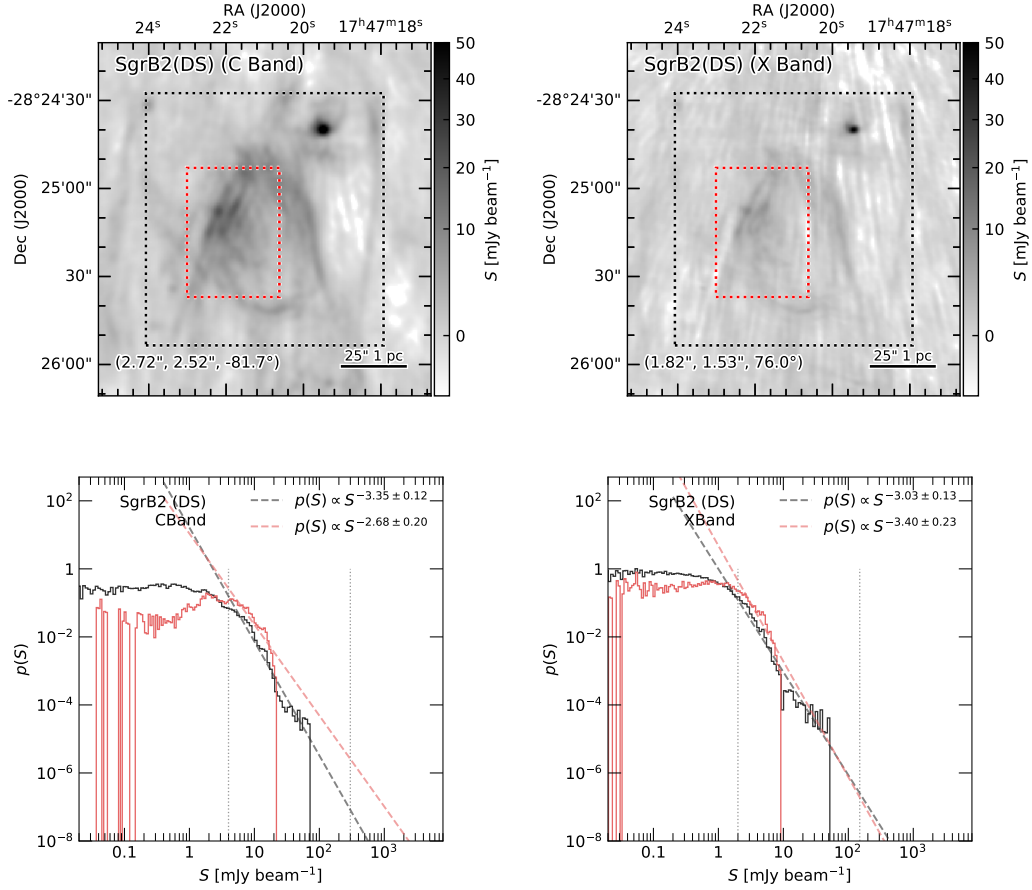 RA (J2000)
24ˢ 22ˢ 20ˢ 17ʰ47ᵐ18ˢ
SgrB2(DS) (C Band)
Dec (J2000)
-28°24'30"
25'00"
30"
26'00"
(2.72", 2.52", -81.7°)
25" 1 pc
50
40
30
20
10
0
S [mJy beam⁻¹]
RA (J2000)
24ˢ 22ˢ 20ˢ 17ʰ47ᵐ18ˢ
SgrB2(DS) (X Band)
Dec (J2000)
-28°24'30"
25'00"
30"
26'00"
(1.82", 1.53", 76.0°)
25" 1 pc
50
40
30
20
10
0
S [mJy beam⁻¹]
SgrB2 (DS)
CBand
p(S) ∝ S⁻³·³⁵ ± ⁰·¹²
p(S) ∝ S⁻²·⁶⁸ ± ⁰·²⁰
p(S)
10²
1
10⁻²
10⁻⁴
10⁻⁶
10⁻⁸
0.1 1 10 10² 10³
S [mJy beam⁻¹]
SgrB2 (DS)
XBand
p(S) ∝ S⁻³·⁰³ ± ⁰·¹³
p(S) ∝ S⁻³·⁴⁰ ± ⁰·²³
p(S)
10²
1
10⁻²
10⁻⁴
10⁻⁶
10⁻⁸
0.1 1 10 10² 10³
S [mJy beam⁻¹]